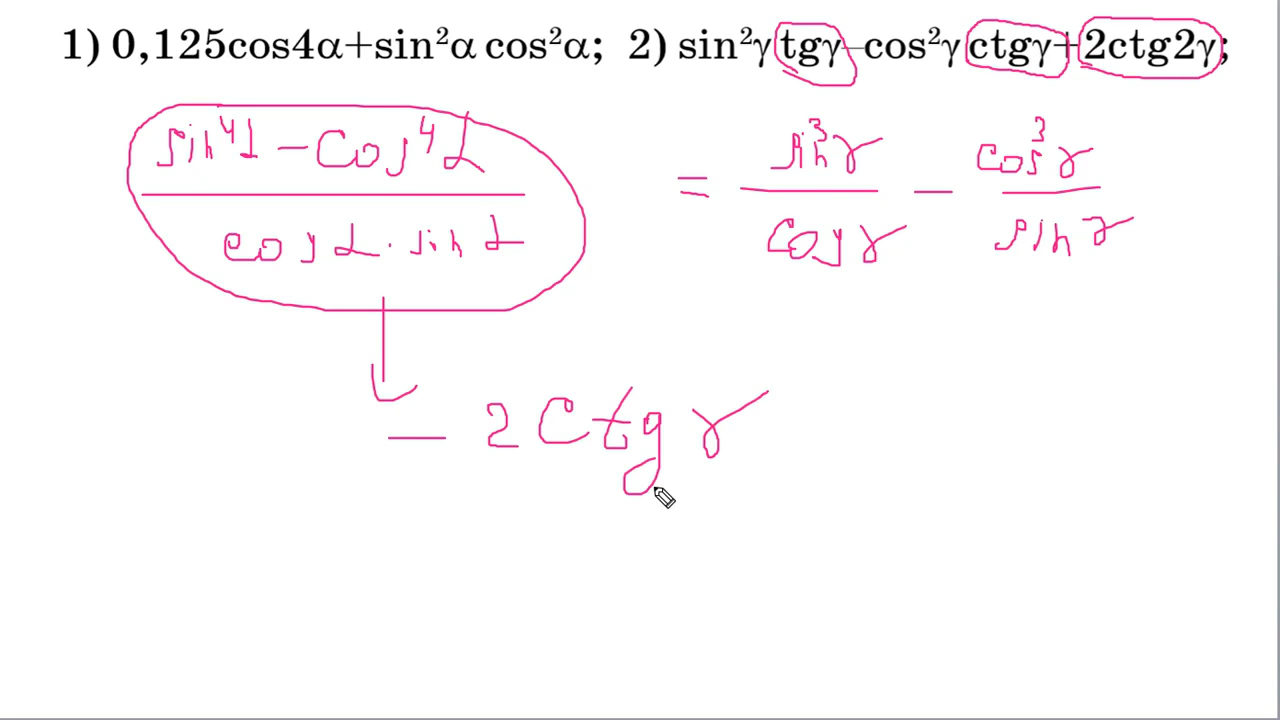 1) 0,125cos4α+sin²α cos²α; 2) sin²γ tgγ–cos²γ ctgγ+2ctg2γ;
sin⁴α − cos⁴α / cosα · sinα = sin³γ / cosγ − cos³γ / sinγ
− 2ctgγ